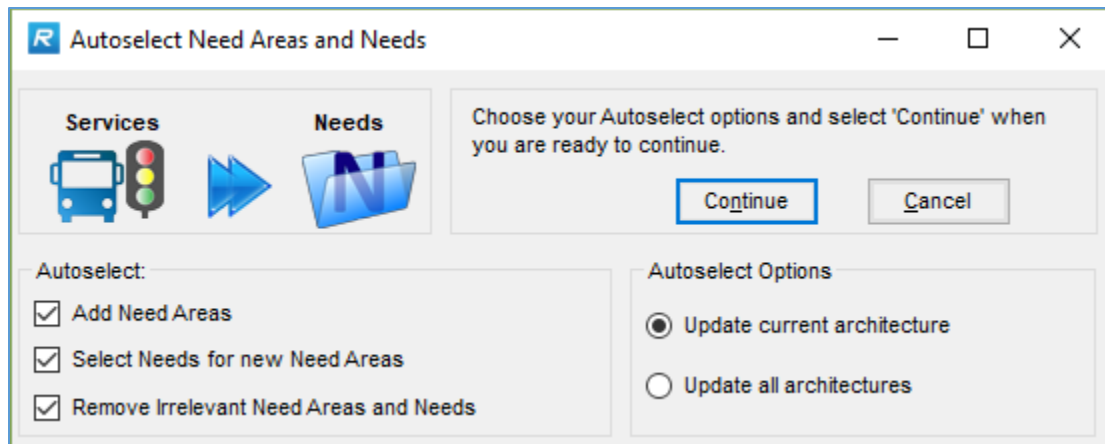 R Autoselect Need Areas and Needs
Services Needs
N
Choose your Autoselect options and select 'Continue' when
you are ready to continue.
Continue Cancel
Autoselect:
Add Need Areas
Select Needs for new Need Areas
Remove Irrelevant Need Areas and Needs
Autoselect Options
Update current architecture
Update all architectures